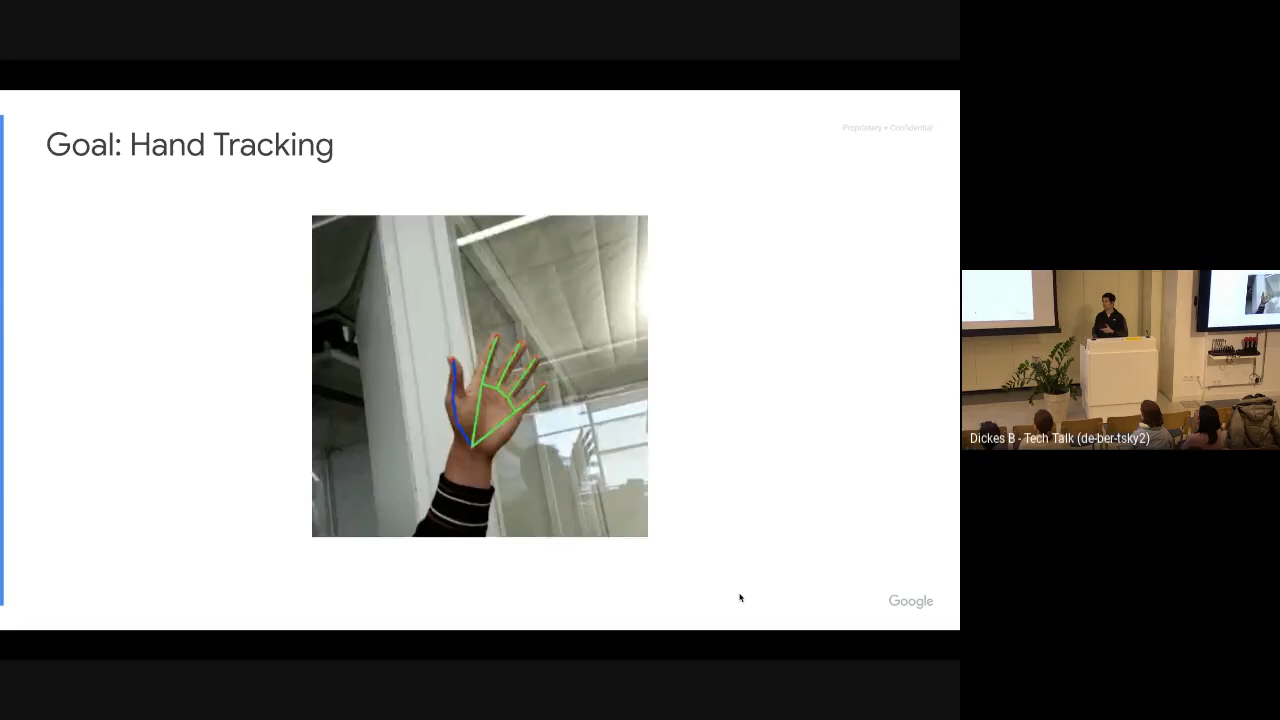 Goal: Hand Tracking
Proprietary + Confidential
Google
Dickes B - Tech Talk (de-ber-tsky2)